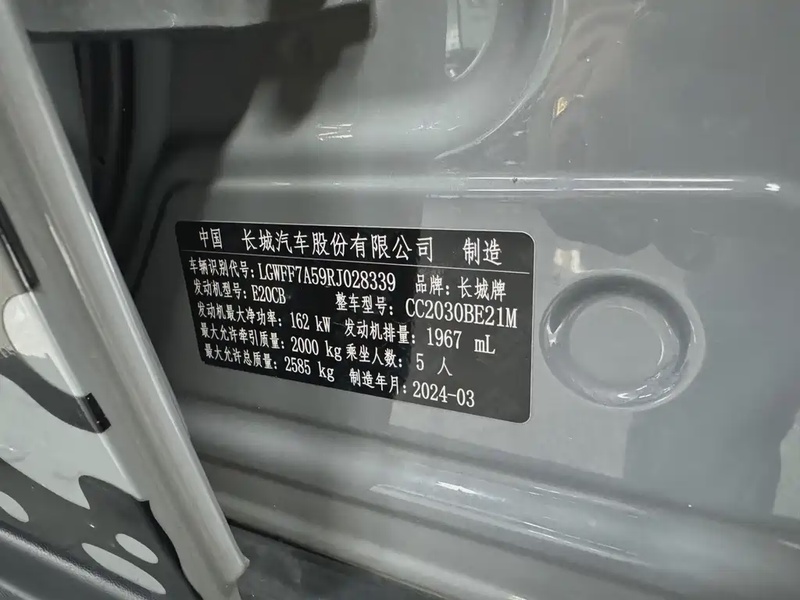 中国 长城汽车股份有限公司 制造
车辆识别代号: LGWFF7A59RJ028339 品牌: 长城牌
发动机型号: E20CB 整车型号: CC2030BE21M
发动机最大净功率: 162 kW 发动机排量: 1967 mL
最大允许牵引质量: 2000 kg 乘坐人数: 5 人
最大允许总质量: 2585 kg 制造年月: 2024-03